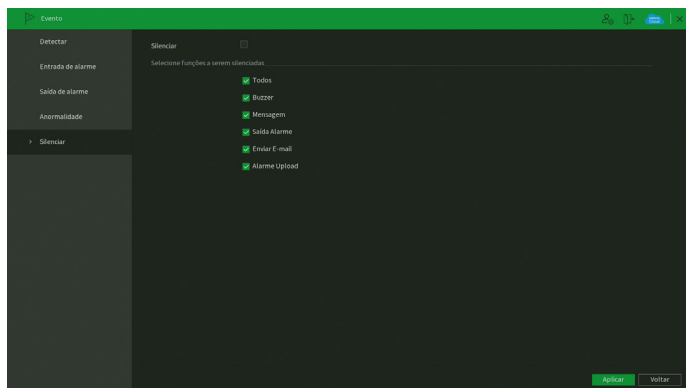 Evento
Detectar
Entrada de alarme
Saída de alarme
Anormalidade
Silenciar
Silenciar
Selecione funções a serem silenciadas
Todos
Buzzer
Mensagem
Saída Alarme
Enviar E-mail
Alarme Upload
Aplicar
Voltar